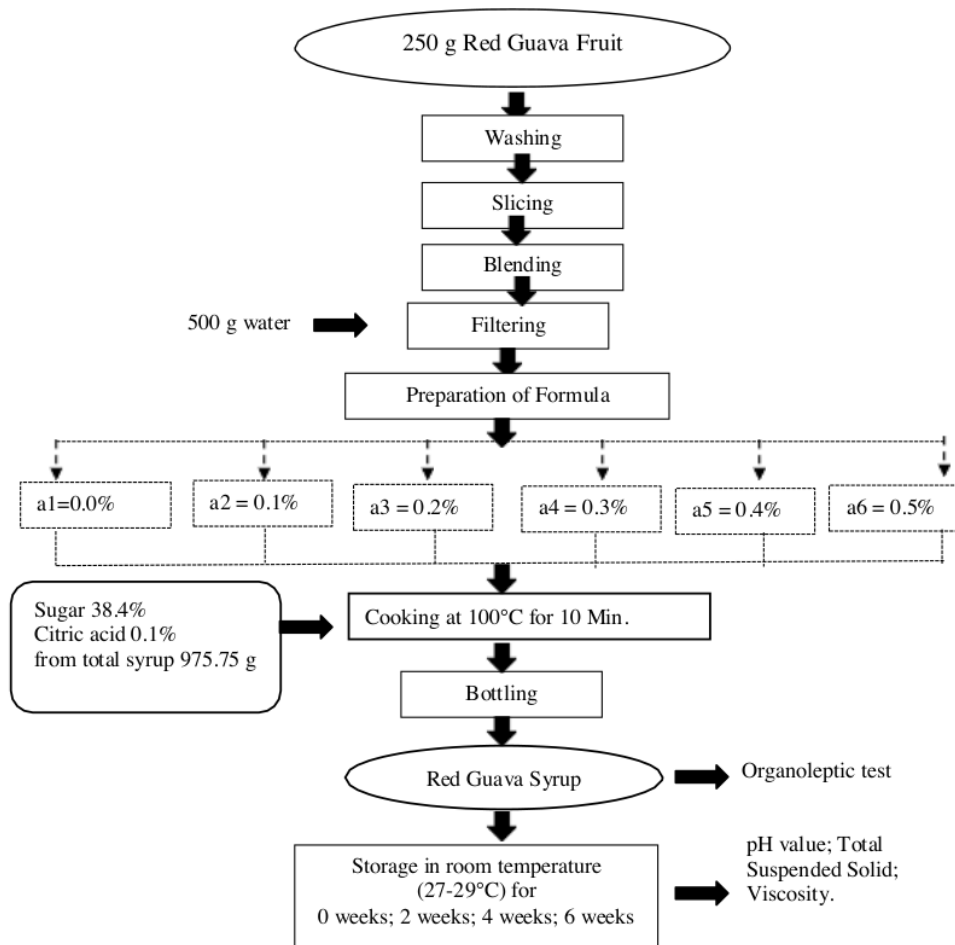 250 g Red Guava Fruit
Washing
Slicing
Blending
500 g water
Filtering
Preparation of Formula
a1=0.0%
a2 = 0.1%
a3 = 0.2%
a4 = 0.3%
a5 = 0.4%
a6 = 0.5%
Sugar 38.4%
Citric acid 0.1%
from total syrup 975.75 g
Cooking at 100°C for 10 Min.
Bottling
Red Guava Syrup
Organoleptic test
Storage in room temperature
(27-29°C) for
0 weeks; 2 weeks; 4 weeks; 6 weeks
pH value; Total
Suspended Solid;
Viscosity.